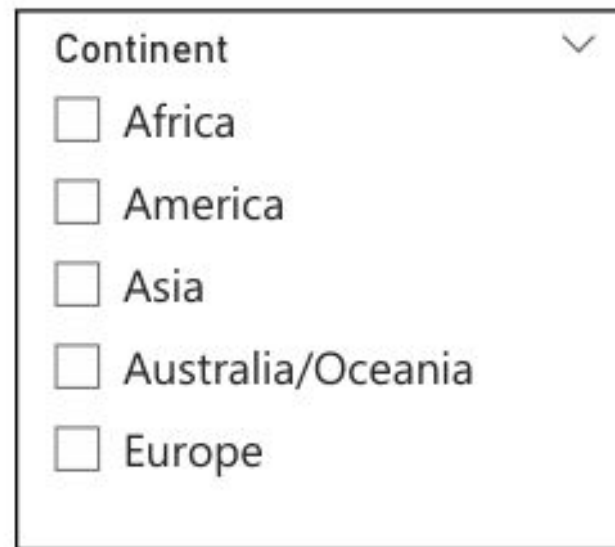 Continent
Africa
America
Asia
Australia/Oceania
Europe